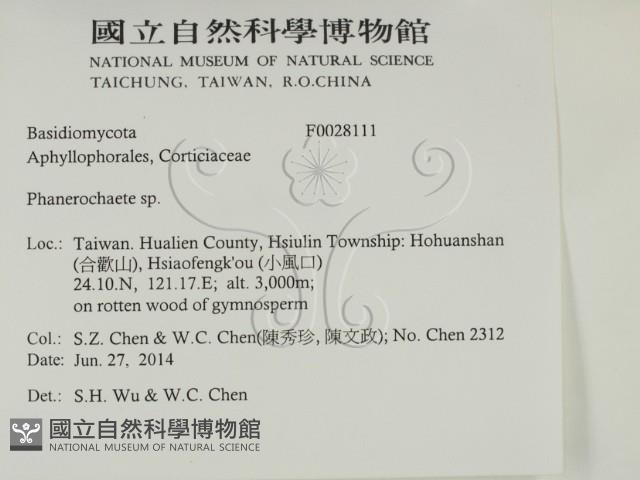 國立自然科學博物館
NATIONAL MUSEUM OF NATURAL SCIENCE
TAICHUNG, TAIWAN, R.O.CHINA
Basidiomycota F0028111
Aphyllophorales, Corticiaceae
Phanerochaete sp.
Loc.: Taiwan. Hualien County, Hsiulin Township: Hohuanshan
(合歡山), Hsiaofengk'ou (小風口)
24.10.N, 121.17.E; alt. 3,000m;
on rotten wood of gymnosperm
Col.: S.Z. Chen & W.C. Chen(陳秀珍, 陳文政); No. Chen 2312
Date: Jun. 27, 2014
Det.: S.H. Wu & W.C. Chen
國立自然科學博物館
NATIONAL MUSEUM OF NATURAL SCIENCE